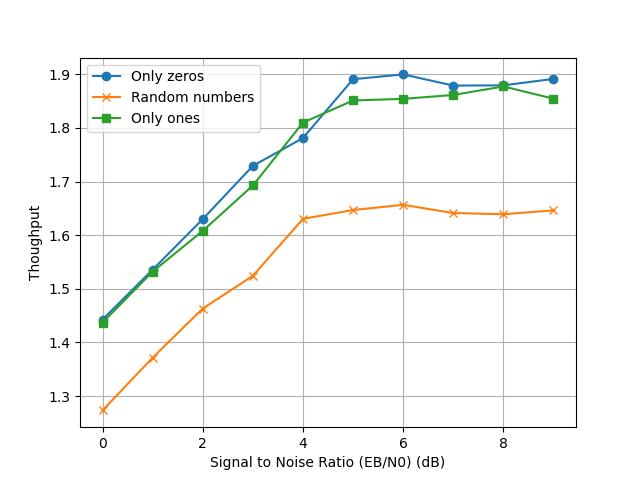 1.9
1.8
1.7
1.6
1.5
1.4
1.3
Thoughput
Only zeros
Random numbers
Only ones
0
2
4
6
8
Signal to Noise Ratio (EB/N0) (dB)